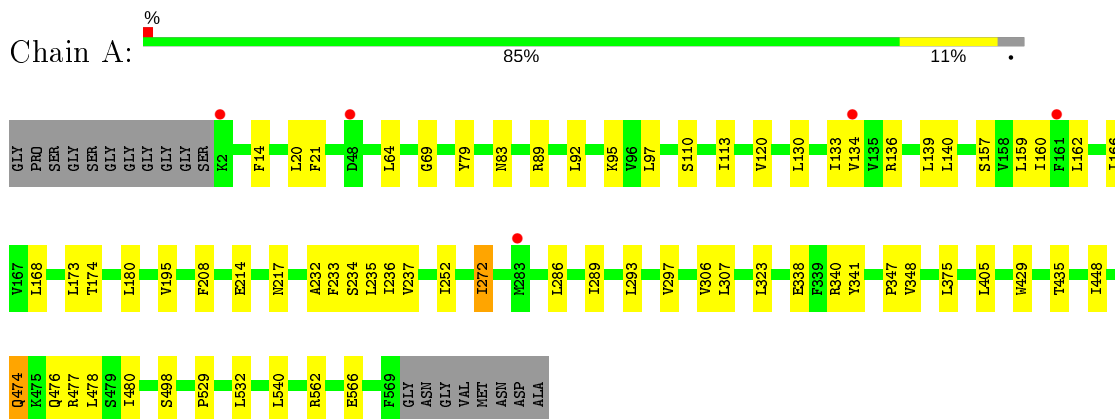 %
Chain A:
85% 11% •
GLY PRO SER GLY SER GLY GLY GLY GLY GLY SER K2 F14 L20 F21 D48 L64 G69 Y79 N83 R89 L92 K95 V96 L97 S110 I113 V120 L130 I133 V134 V135 R136 L139 L140 S157 V158 L159 I160 F161 L162 I166
V167 L168 L173 T174 L180 V195 F208 E214 N217 A232 F233 S234 L235 I236 V237 I252 I272 M283 L286 I289 L293 V297 V306 L307 L323 E338 F339 R340 Y341 P347 V348 L375 L405 W429 T435 I448
Q474 K475 Q476 R477 L478 S479 I480 S498 P529 L532 L540 R562 E566 F569 GLY ASN GLY VAL MET ASN ASP ALA